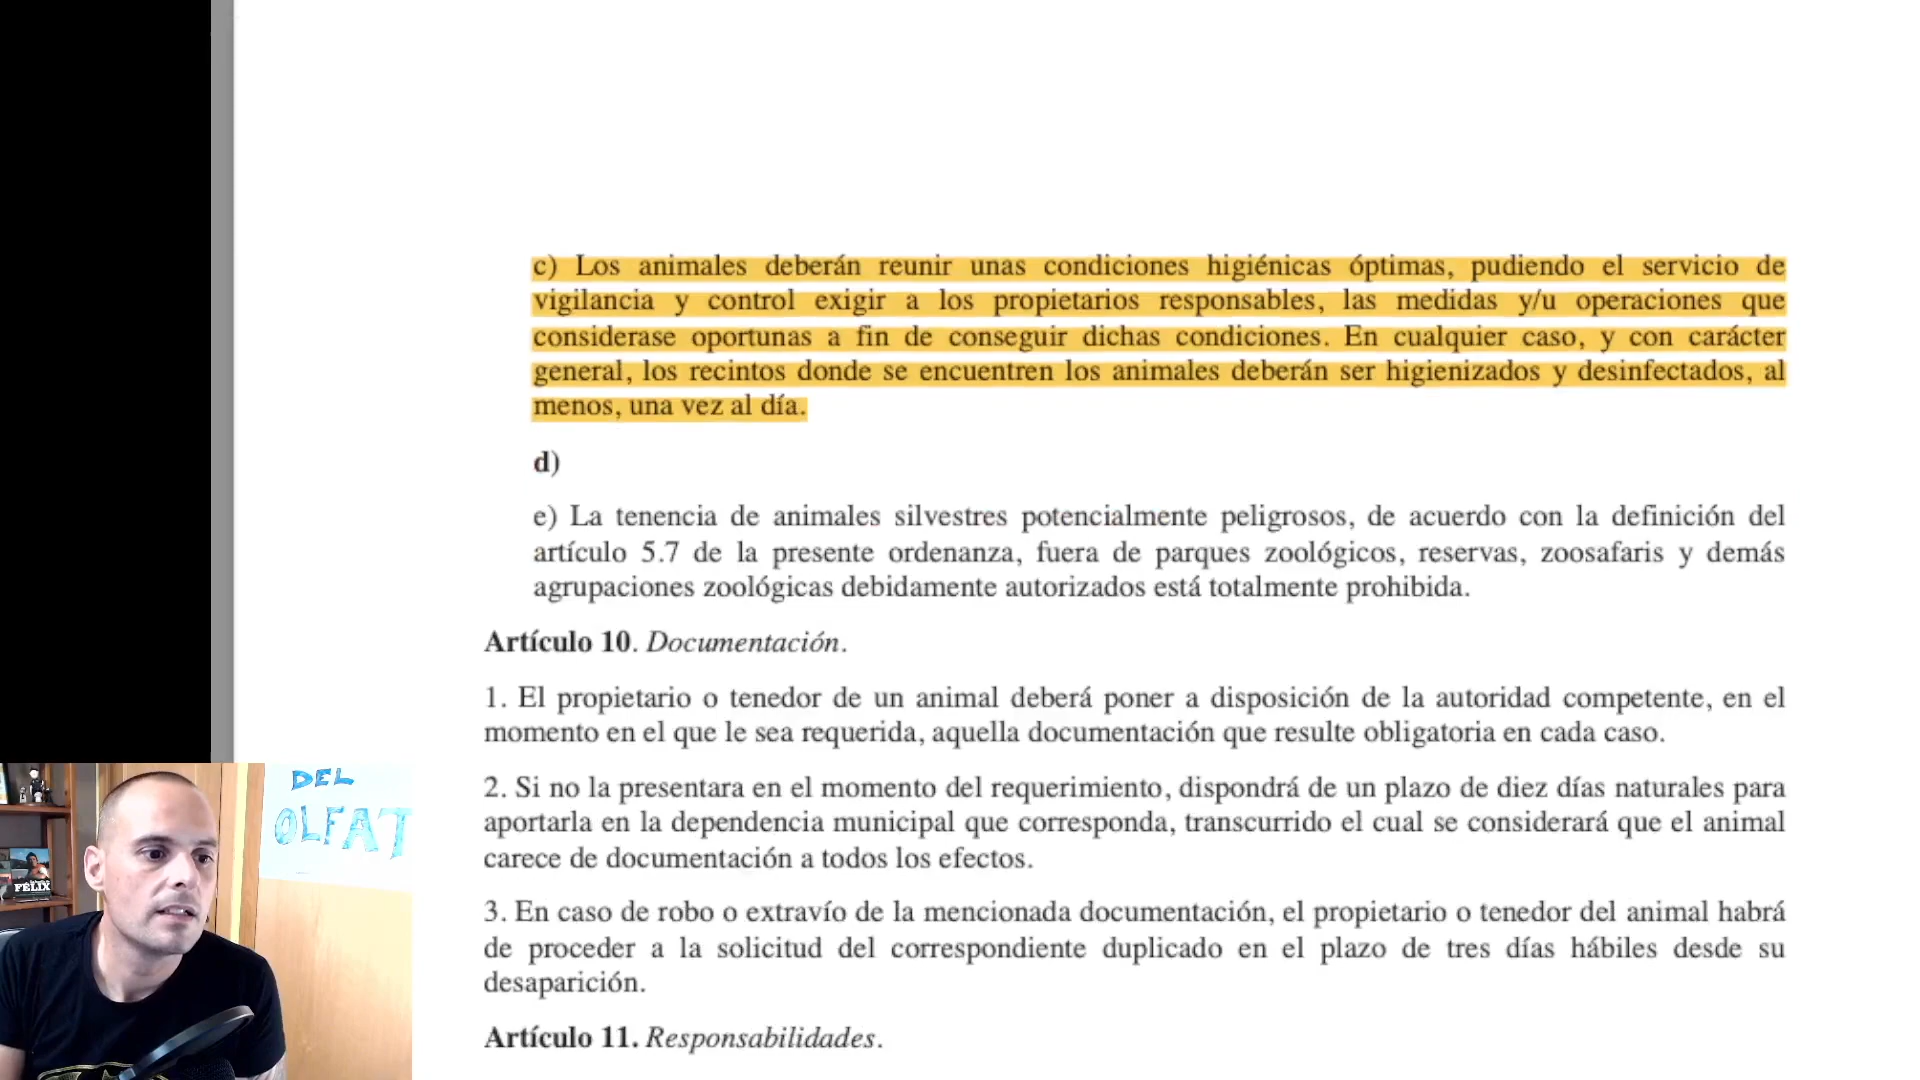 c) Los animales deberán reunir unas condiciones higiénicas óptimas, pudiendo el servicio de
vigilancia y control exigir a los propietarios responsables, las medidas y/u operaciones que
considerase oportunas a fin de conseguir dichas condiciones. En cualquier caso, y con carácter
general, los recintos donde se encuentren los animales deberán ser higienizados y desinfectados, al
menos, una vez al día.
d)
e) La tenencia de animales silvestres potencialmente peligrosos, de acuerdo con la definición del
artículo 5.7 de la presente ordenanza, fuera de parques zoológicos, reservas, zoosafaris y demás
agrupaciones zoológicas debidamente autorizados está totalmente prohibida.
Artículo 10. Documentación.
1. El propietario o tenedor de un animal deberá poner a disposición de la autoridad competente, en el
momento en el que le sea requerida, aquella documentación que resulte obligatoria en cada caso.
2. Si no la presentara en el momento del requerimiento, dispondrá de un plazo de diez días naturales para
aportarla en la dependencia municipal que corresponda, transcurrido el cual se considerará que el animal
carece de documentación a todos los efectos.
3. En caso de robo o extravío de la mencionada documentación, el propietario o tenedor del animal habrá
de proceder a la solicitud del correspondiente duplicado en el plazo de tres días hábiles desde su
desaparición.
Artículo 11. Responsabilidades.
DEL
OLFAT
FÉLIX